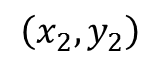 (x₂, y₂)